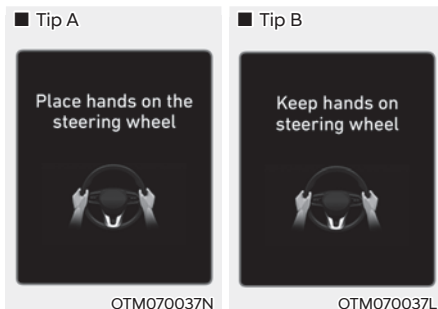 ■ Tip A
Place hands on the
steering wheel
OTM070037N
■ Tip B
Keep hands on
steering wheel
OTM070037L